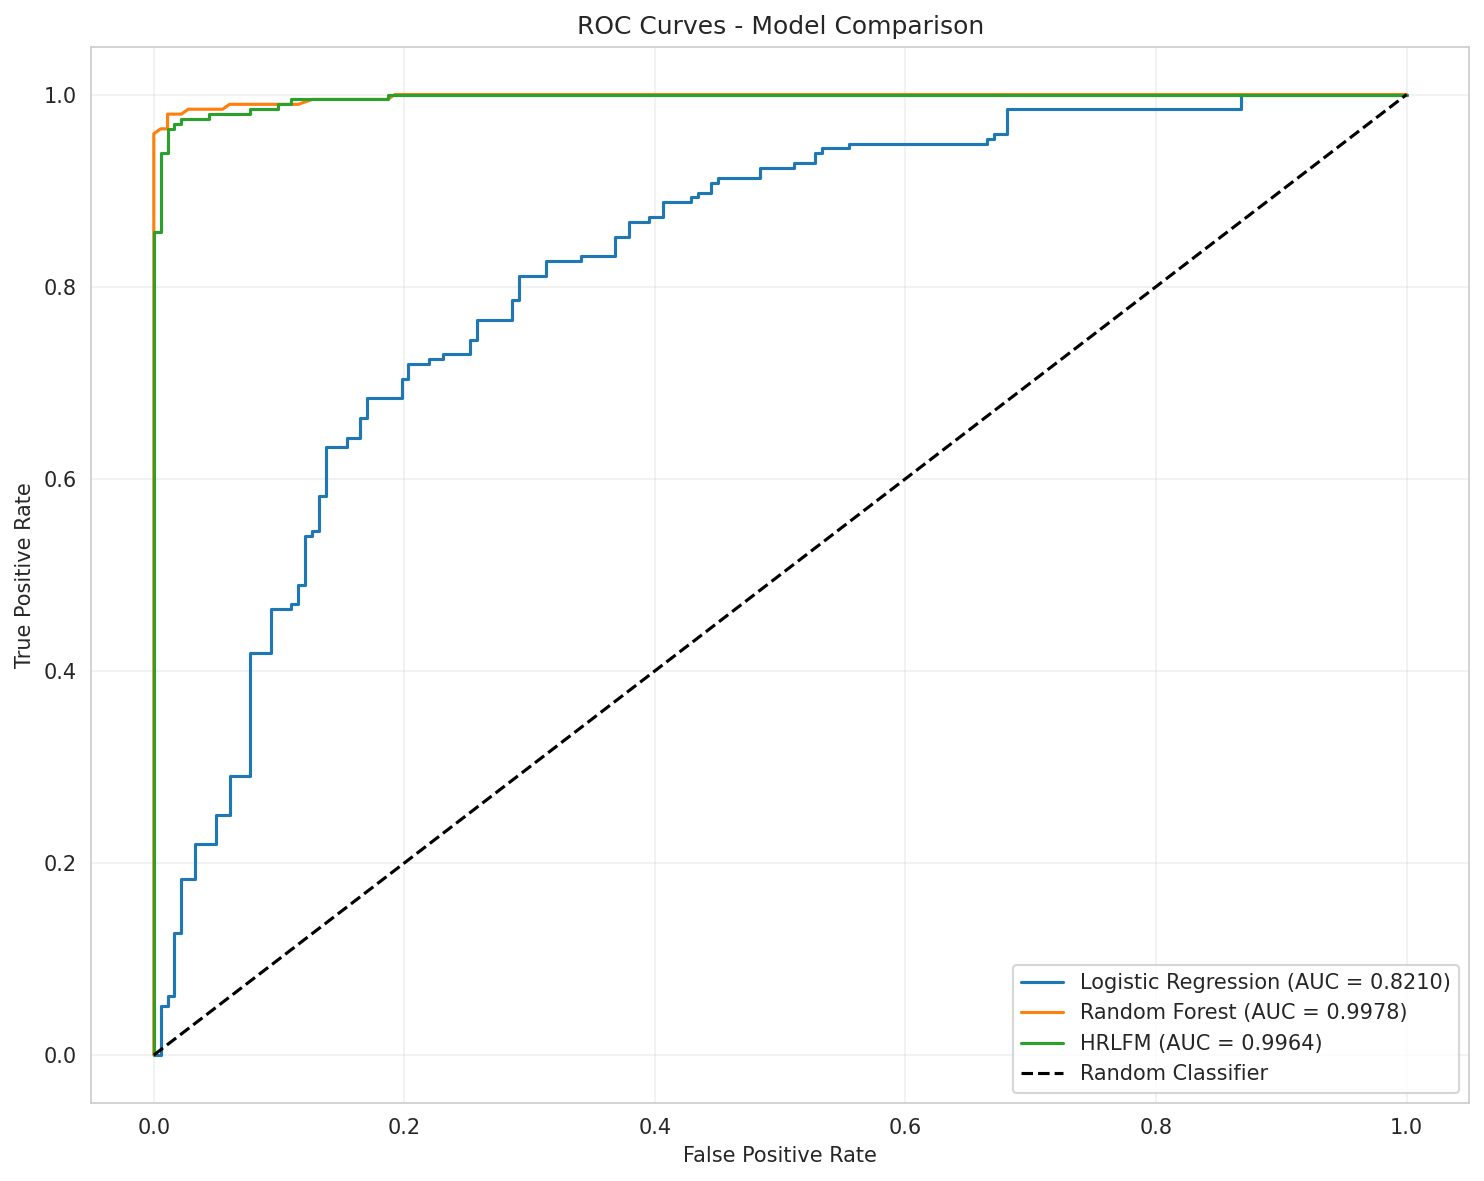 ROC Curves - Model Comparison
1.0
0.8
0.6
0.4
0.2
0.0
True Positive Rate
0.0 0.2 0.4 0.6 0.8 1.0
False Positive Rate
Logistic Regression (AUC = 0.8210)
Random Forest (AUC = 0.9978)
HRLFM (AUC = 0.9964)
Random Classifier